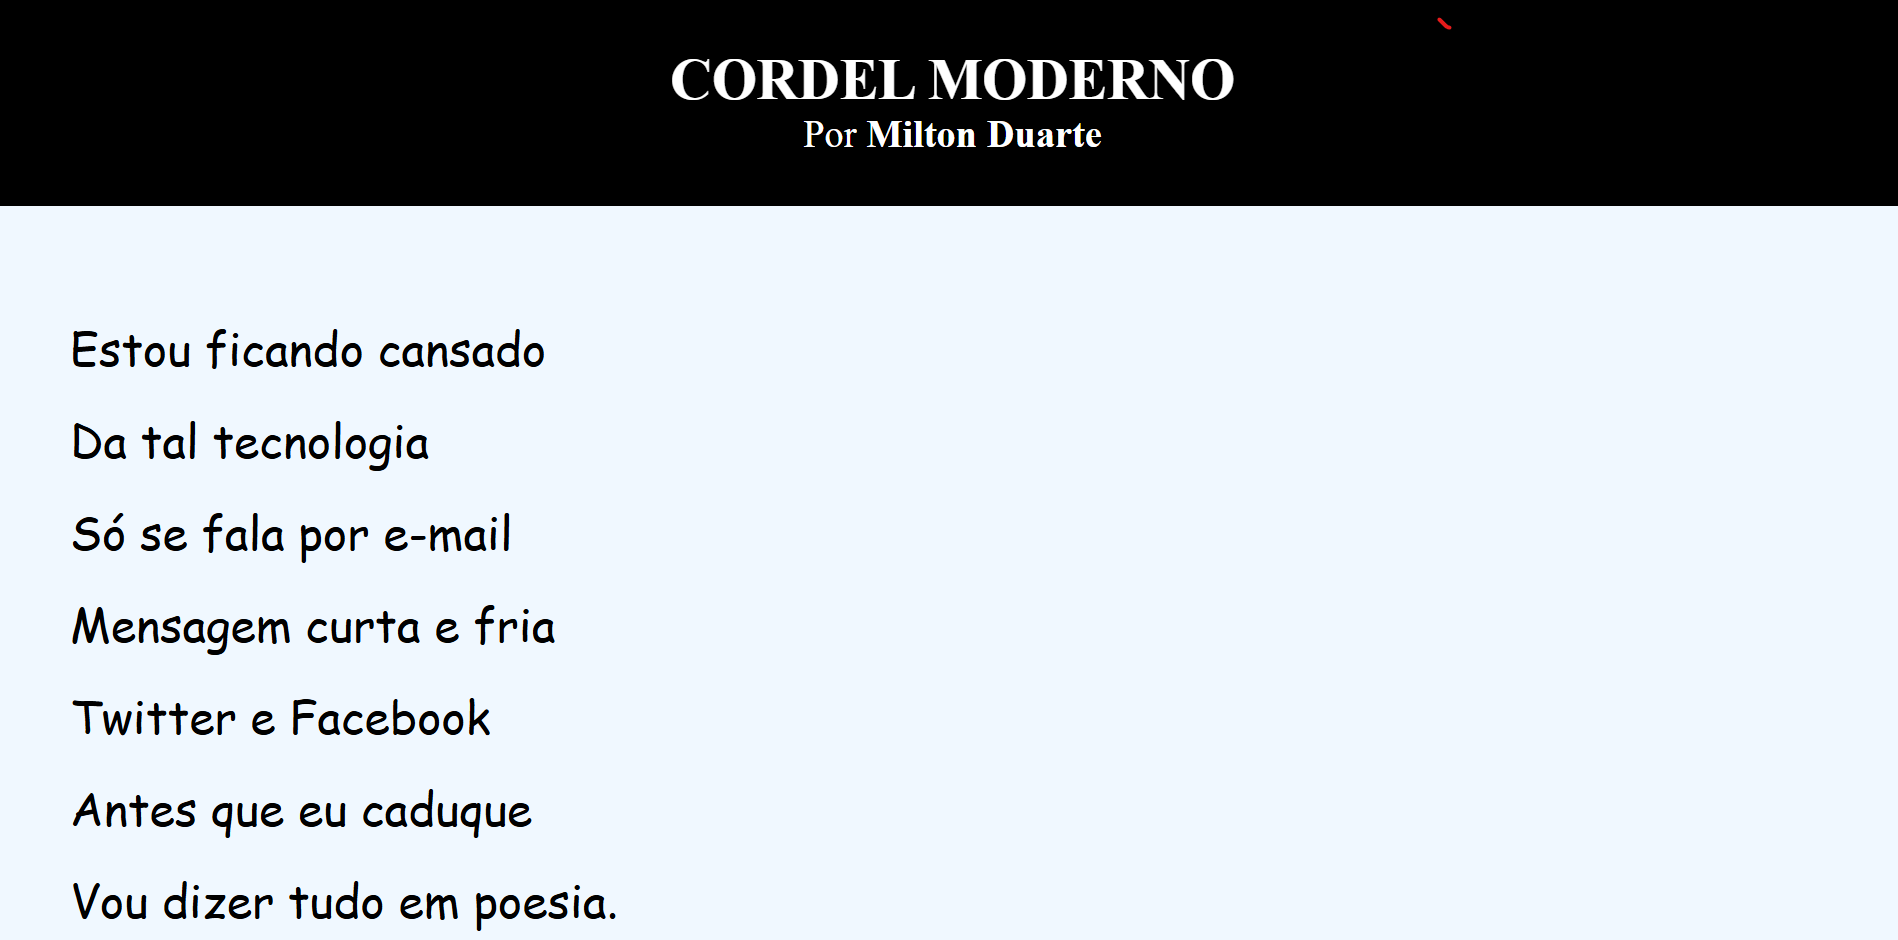 CORDEL MODERNO
Por Milton Duarte
Estou ficando cansado
Da tal tecnologia
Só se fala por e-mail
Mensagem curta e fria
Twitter e Facebook
Antes que eu caduque
Vou dizer tudo em poesia.